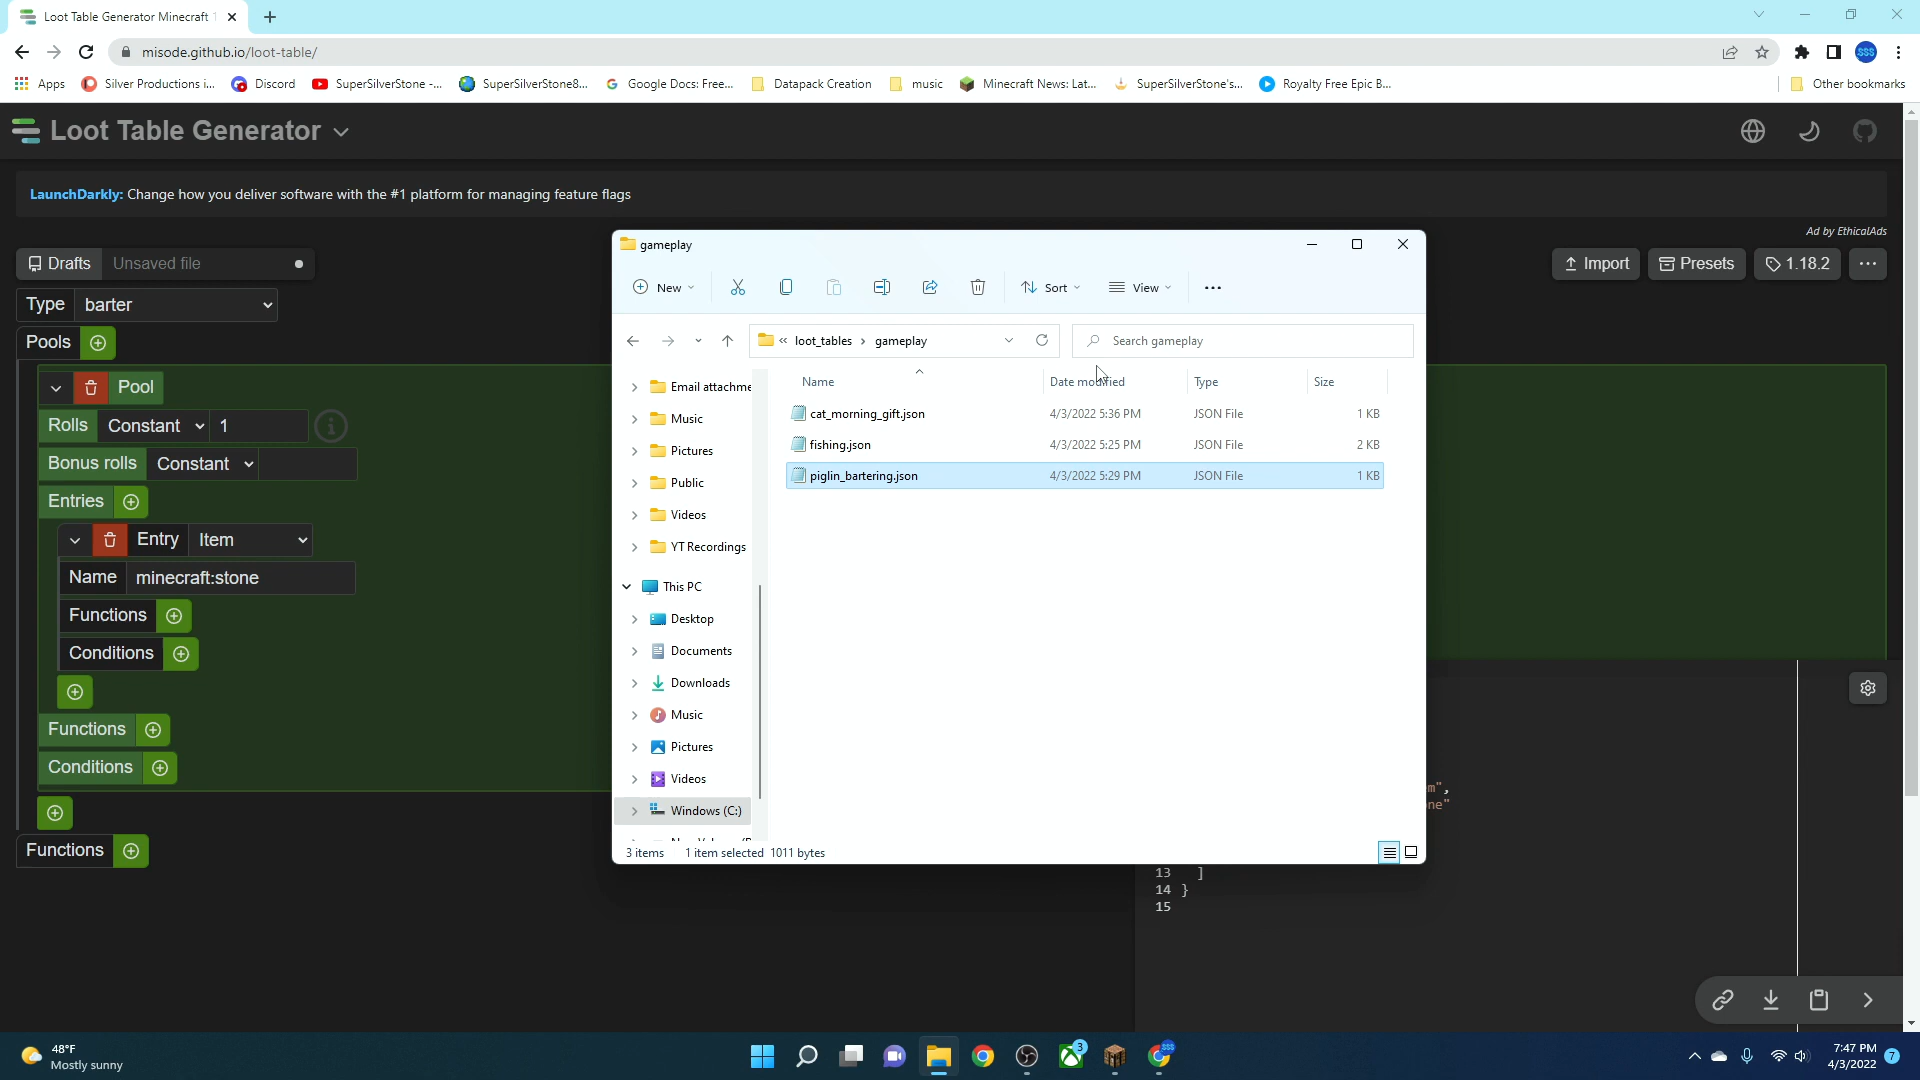 Loot Table Generator Minecraft
misode.github.io/loot-table/
SSS
Apps
Silver Productions i...
Discord
SuperSilverStone -...
SuperSilverStone8...
Google Docs: Free...
Datapack Creation
music
Minecraft News: Lat...
SuperSilverStone's...
Royalty Free Epic B...
Other bookmarks
Loot Table Generator
LaunchDarkly: Change how you deliver software with the #1 platform for managing feature flags
Ad by EthicalAds
Drafts
Unsaved file
Import
Presets
1.18.2
Type
barter
Pools
Pool
Rolls
Constant
1
Bonus rolls
Constant
Entries
Entry
Item
Name
minecraft:stone
Functions
Conditions
Functions
Conditions
Functions
gameplay
New
Sort
View
« loot_tables > gameplay
Search gameplay
Email attachme
Music
Pictures
Public
Videos
YT Recordings
This PC
Desktop
Documents
Downloads
Music
Pictures
Videos
Windows (C:)
Name
Date modified
Type
Size
cat_morning_gift.json 4/3/2022 5:36 PM JSON File 1 KB
fishing.json 4/3/2022 5:25 PM JSON File 2 KB
piglin_bartering.json 4/3/2022 5:29 PM JSON File 1 KB
3 items 1 item selected 1011 bytes
m",
ne"
13 ]
14 }
15
48°F
Mostly sunny
3
7:47 PM
4/3/2022
7